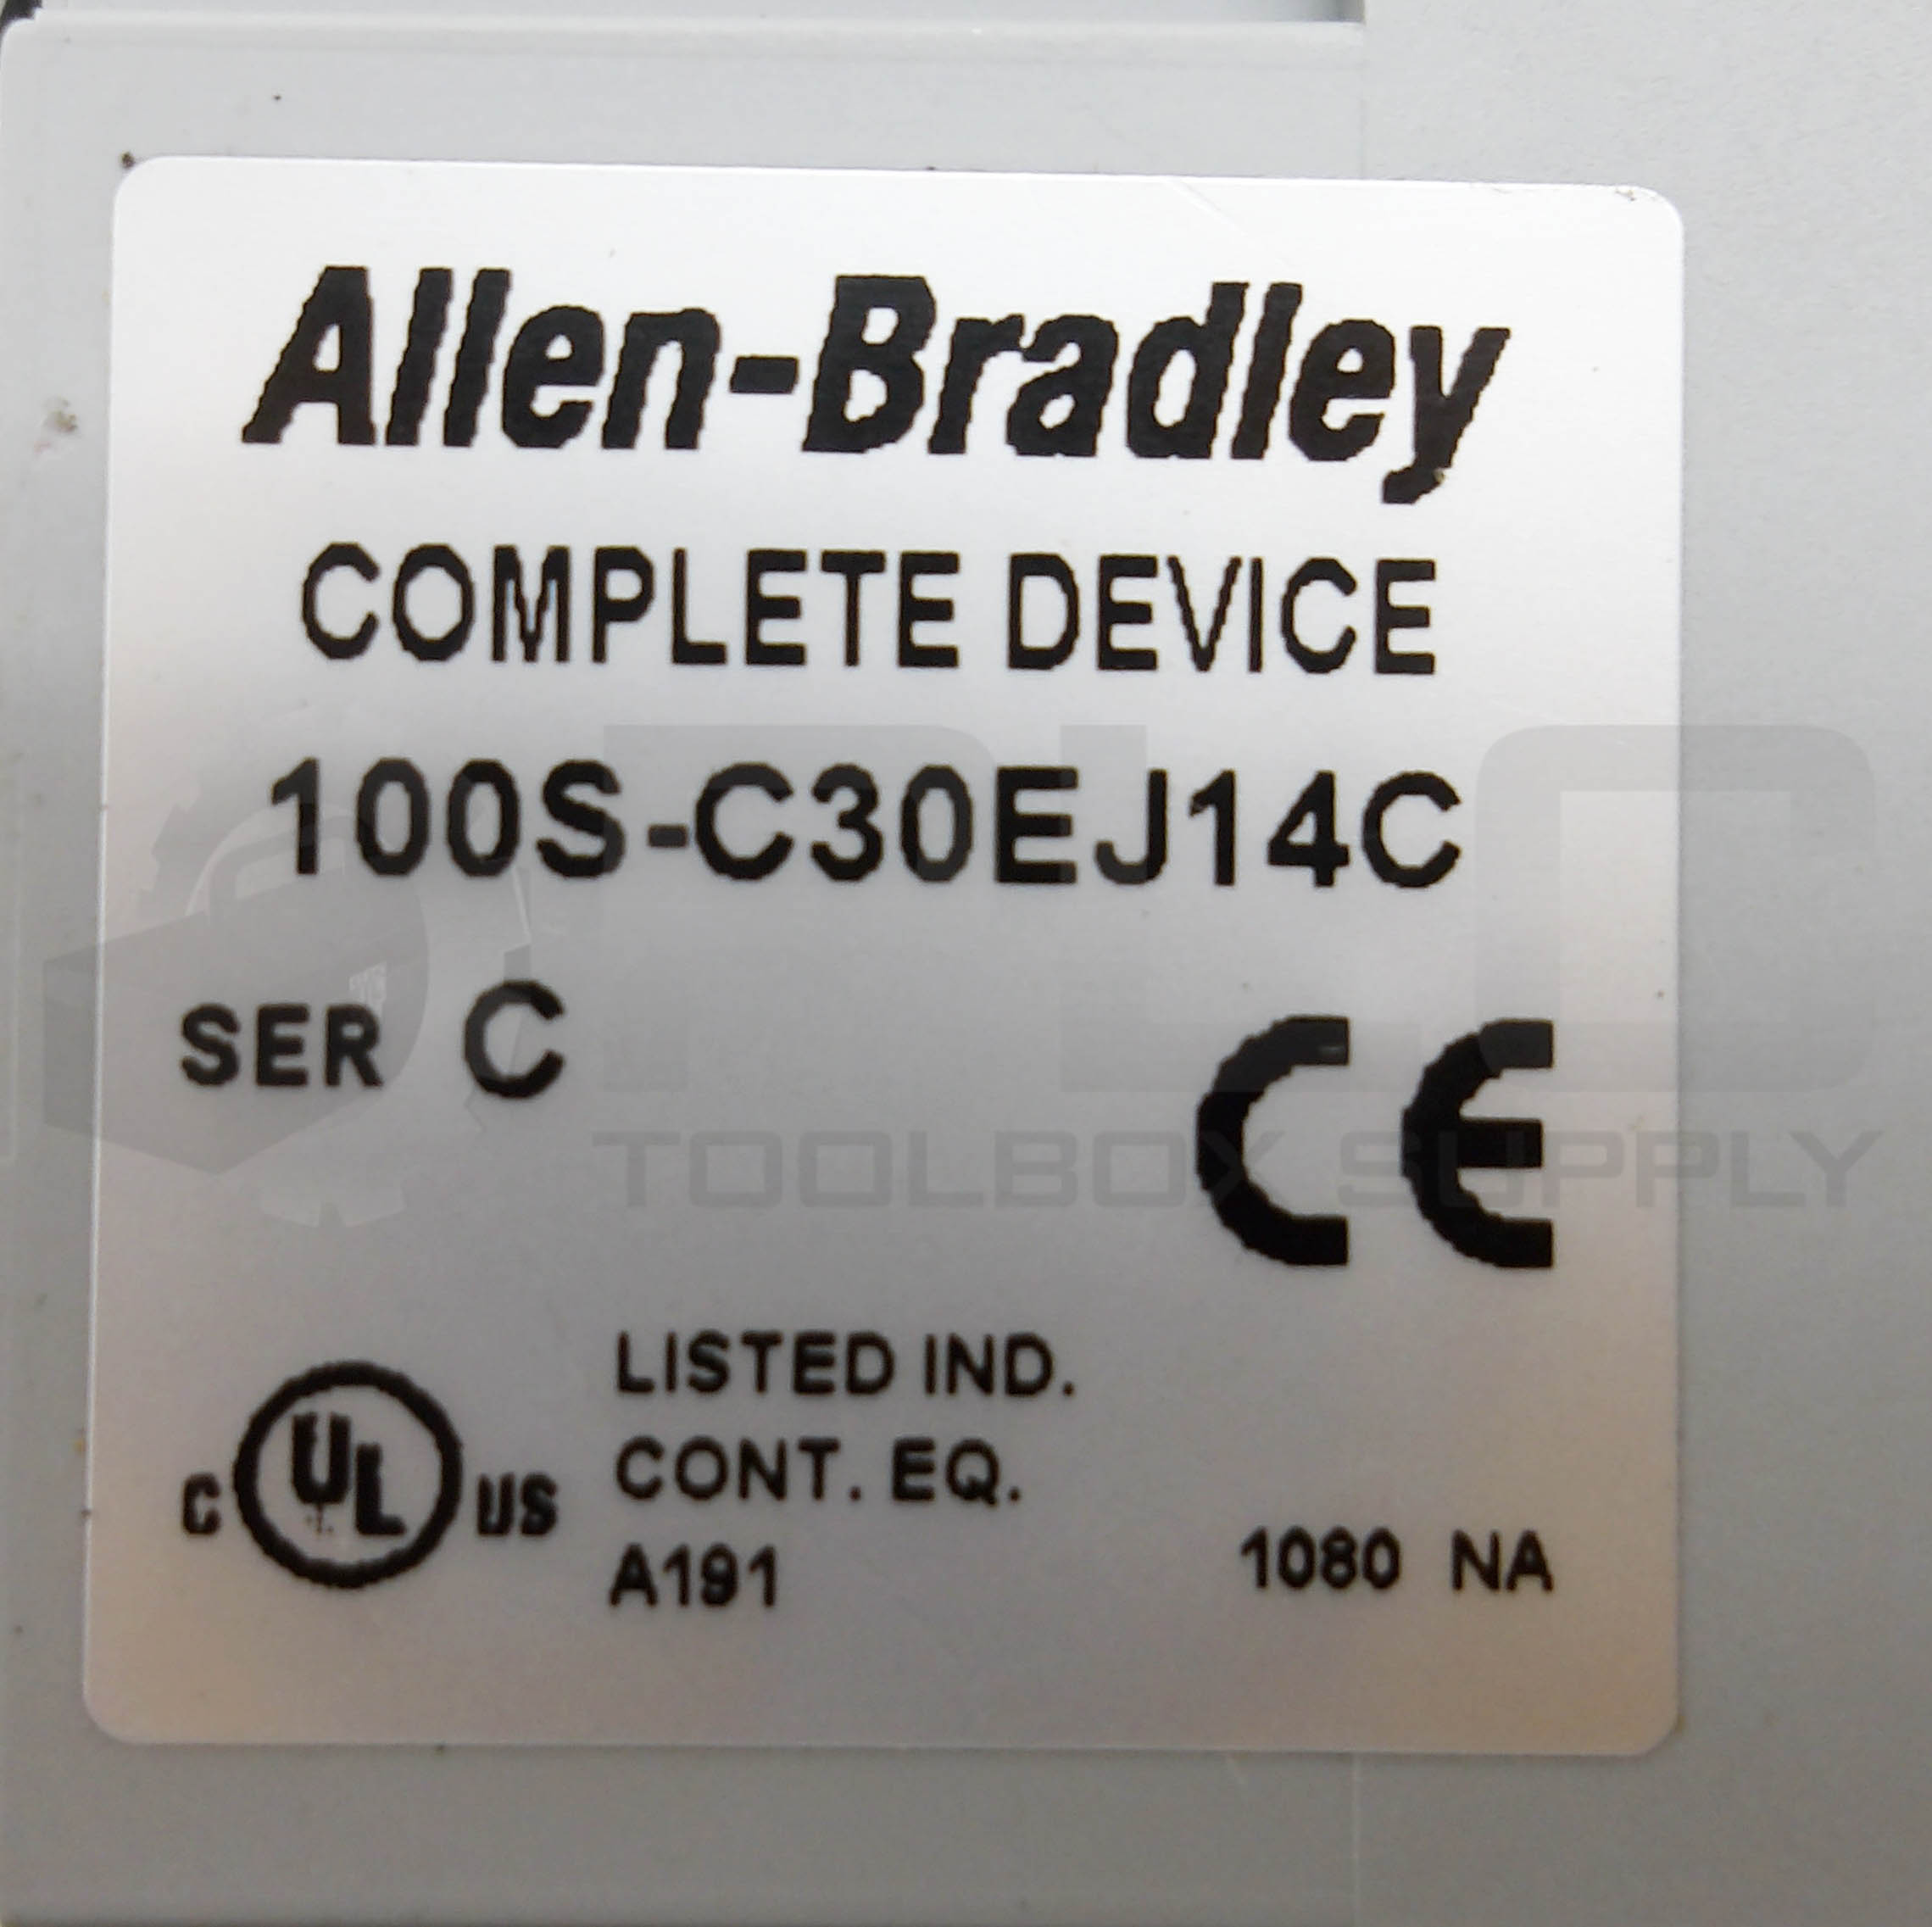 Allen-Bradley
COMPLETE DEVICE
100S-C30EJ14C
SER C
CE
C UL US
LISTED IND.
CONT. EQ.
A191
1080 NA
PLC
TOOLBOX SUPPLY